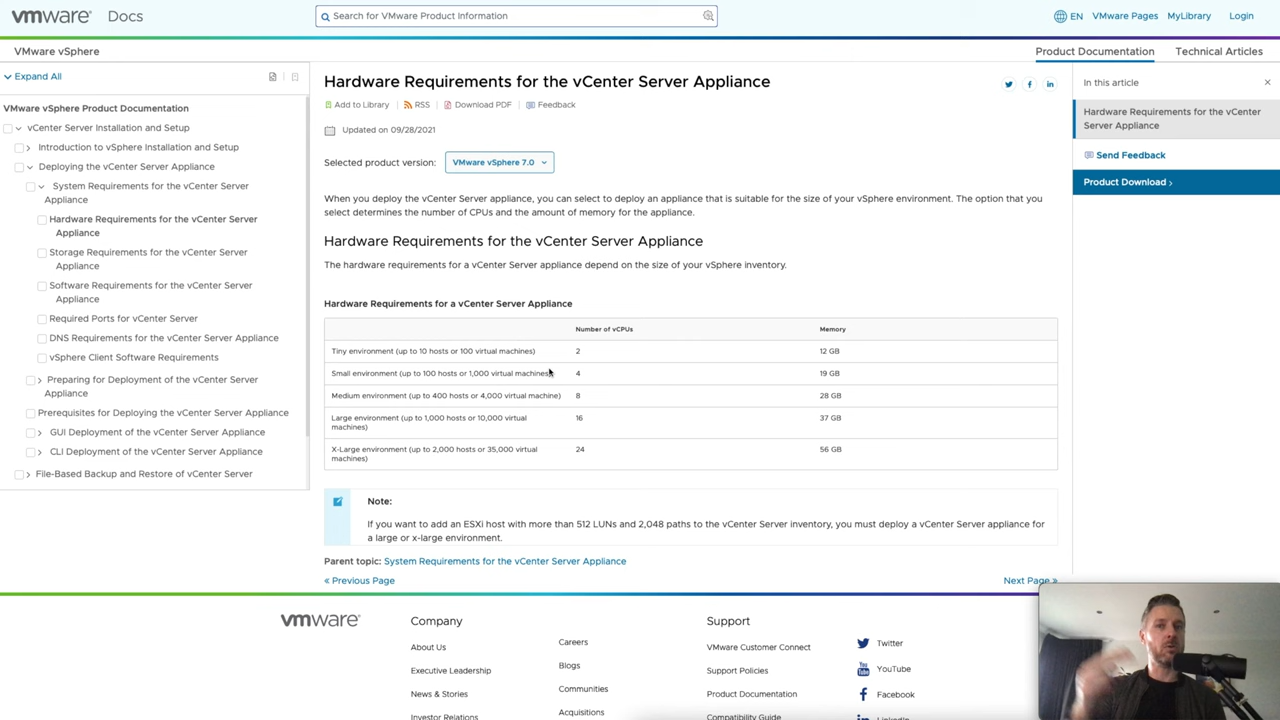 vmware® Docs
Search for VMware Product Information
EN
VMware Pages
MyLibrary
Login
VMware vSphere
Product Documentation
Technical Articles
Expand All
VMware vSphere Product Documentation
vCenter Server Installation and Setup
Introduction to vSphere Installation and Setup
Deploying the vCenter Server Appliance
System Requirements for the vCenter Server
Appliance
Hardware Requirements for the vCenter Server
Appliance
Storage Requirements for the vCenter Server
Appliance
Software Requirements for the vCenter Server
Appliance
Required Ports for vCenter Server
DNS Requirements for the vCenter Server Appliance
vSphere Client Software Requirements
Preparing for Deployment of the vCenter Server
Appliance
Prerequisites for Deploying the vCenter Server Appliance
GUI Deployment of the vCenter Server Appliance
CLI Deployment of the vCenter Server Appliance
File-Based Backup and Restore of vCenter Server
Hardware Requirements for the vCenter Server Appliance
Add to Library
RSS
Download PDF
Feedback
Updated on 09/28/2021
Selected product version:
VMware vSphere 7.0
When you deploy the vCenter Server appliance, you can select to deploy an appliance that is suitable for the size of your vSphere environment. The option that you
select determines the number of CPUs and the amount of memory for the appliance.
Hardware Requirements for the vCenter Server Appliance
The hardware requirements for a vCenter Server appliance depend on the size of your vSphere inventory.
Hardware Requirements for a vCenter Server Appliance
Number of vCPUs Memory
Tiny environment (up to 10 hosts or 100 virtual machines) 2 12 GB
Small environment (up to 100 hosts or 1,000 virtual machines) 4 19 GB
Medium environment (up to 400 hosts or 4,000 virtual machine) 8 28 GB
Large environment (up to 1,000 hosts or 10,000 virtual 16 37 GB
machines)
X-Large environment (up to 2,000 hosts or 35,000 virtual 24 56 GB
machines)
Note:
If you want to add an ESXi host with more than 512 LUNs and 2,048 paths to the vCenter Server inventory, you must deploy a vCenter Server appliance for
a large or x-large environment.
Parent topic: System Requirements for the vCenter Server Appliance
« Previous Page
Next Page »
In this article
×
Hardware Requirements for the vCenter
Server Appliance
Send Feedback
Product Download ›
vmware®
Company
About Us
Executive Leadership
News & Stories
Investor Relations
Careers
Blogs
Communities
Acquisitions
Support
VMware Customer Connect
Support Policies
Product Documentation
Compatibility Guide
Twitter
YouTube
Facebook
LinkedIn